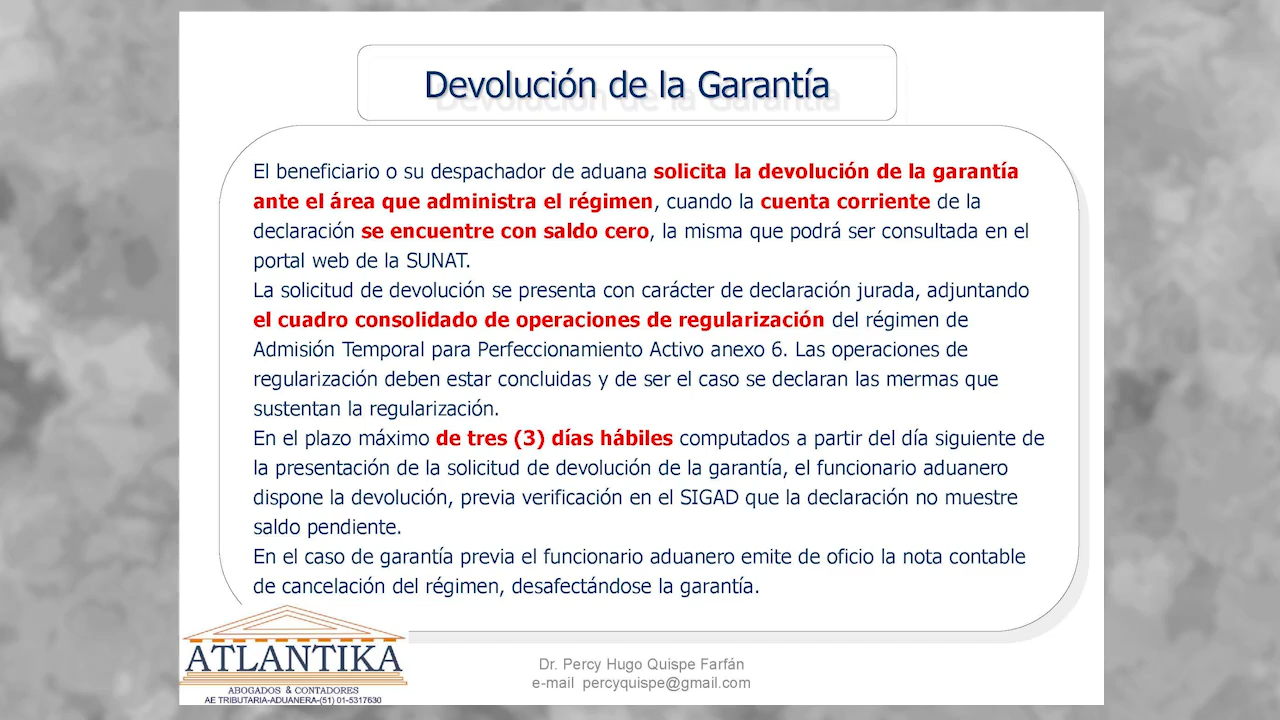 Devolución de la Garantía
El beneficiario o su despachador de aduana solicita la devolución de la garantía
ante el área que administra el régimen, cuando la cuenta corriente de la
declaración se encuentre con saldo cero, la misma que podrá ser consultada en el
portal web de la SUNAT.
La solicitud de devolución se presenta con carácter de declaración jurada, adjuntando
el cuadro consolidado de operaciones de regularización del régimen de
Admisión Temporal para Perfeccionamiento Activo anexo 6. Las operaciones de
regularización deben estar concluidas y de ser el caso se declaran las mermas que
sustentan la regularización.
En el plazo máximo de tres (3) días hábiles computados a partir del día siguiente de
la presentación de la solicitud de devolución de la garantía, el funcionario aduanero
dispone la devolución, previa verificación en el SIGAD que la declaración no muestre
saldo pendiente.
En el caso de garantía previa el funcionario aduanero emite de oficio la nota contable
de cancelación del régimen, desafectándose la garantía.
ATLANTIKA
ABOGADOS & CONTADORES
AE TRIBUTARIA-ADUANERA-(51) 01-5317630
Dr. Percy Hugo Quispe Farfán
e-mail percyquispe@gmail.com